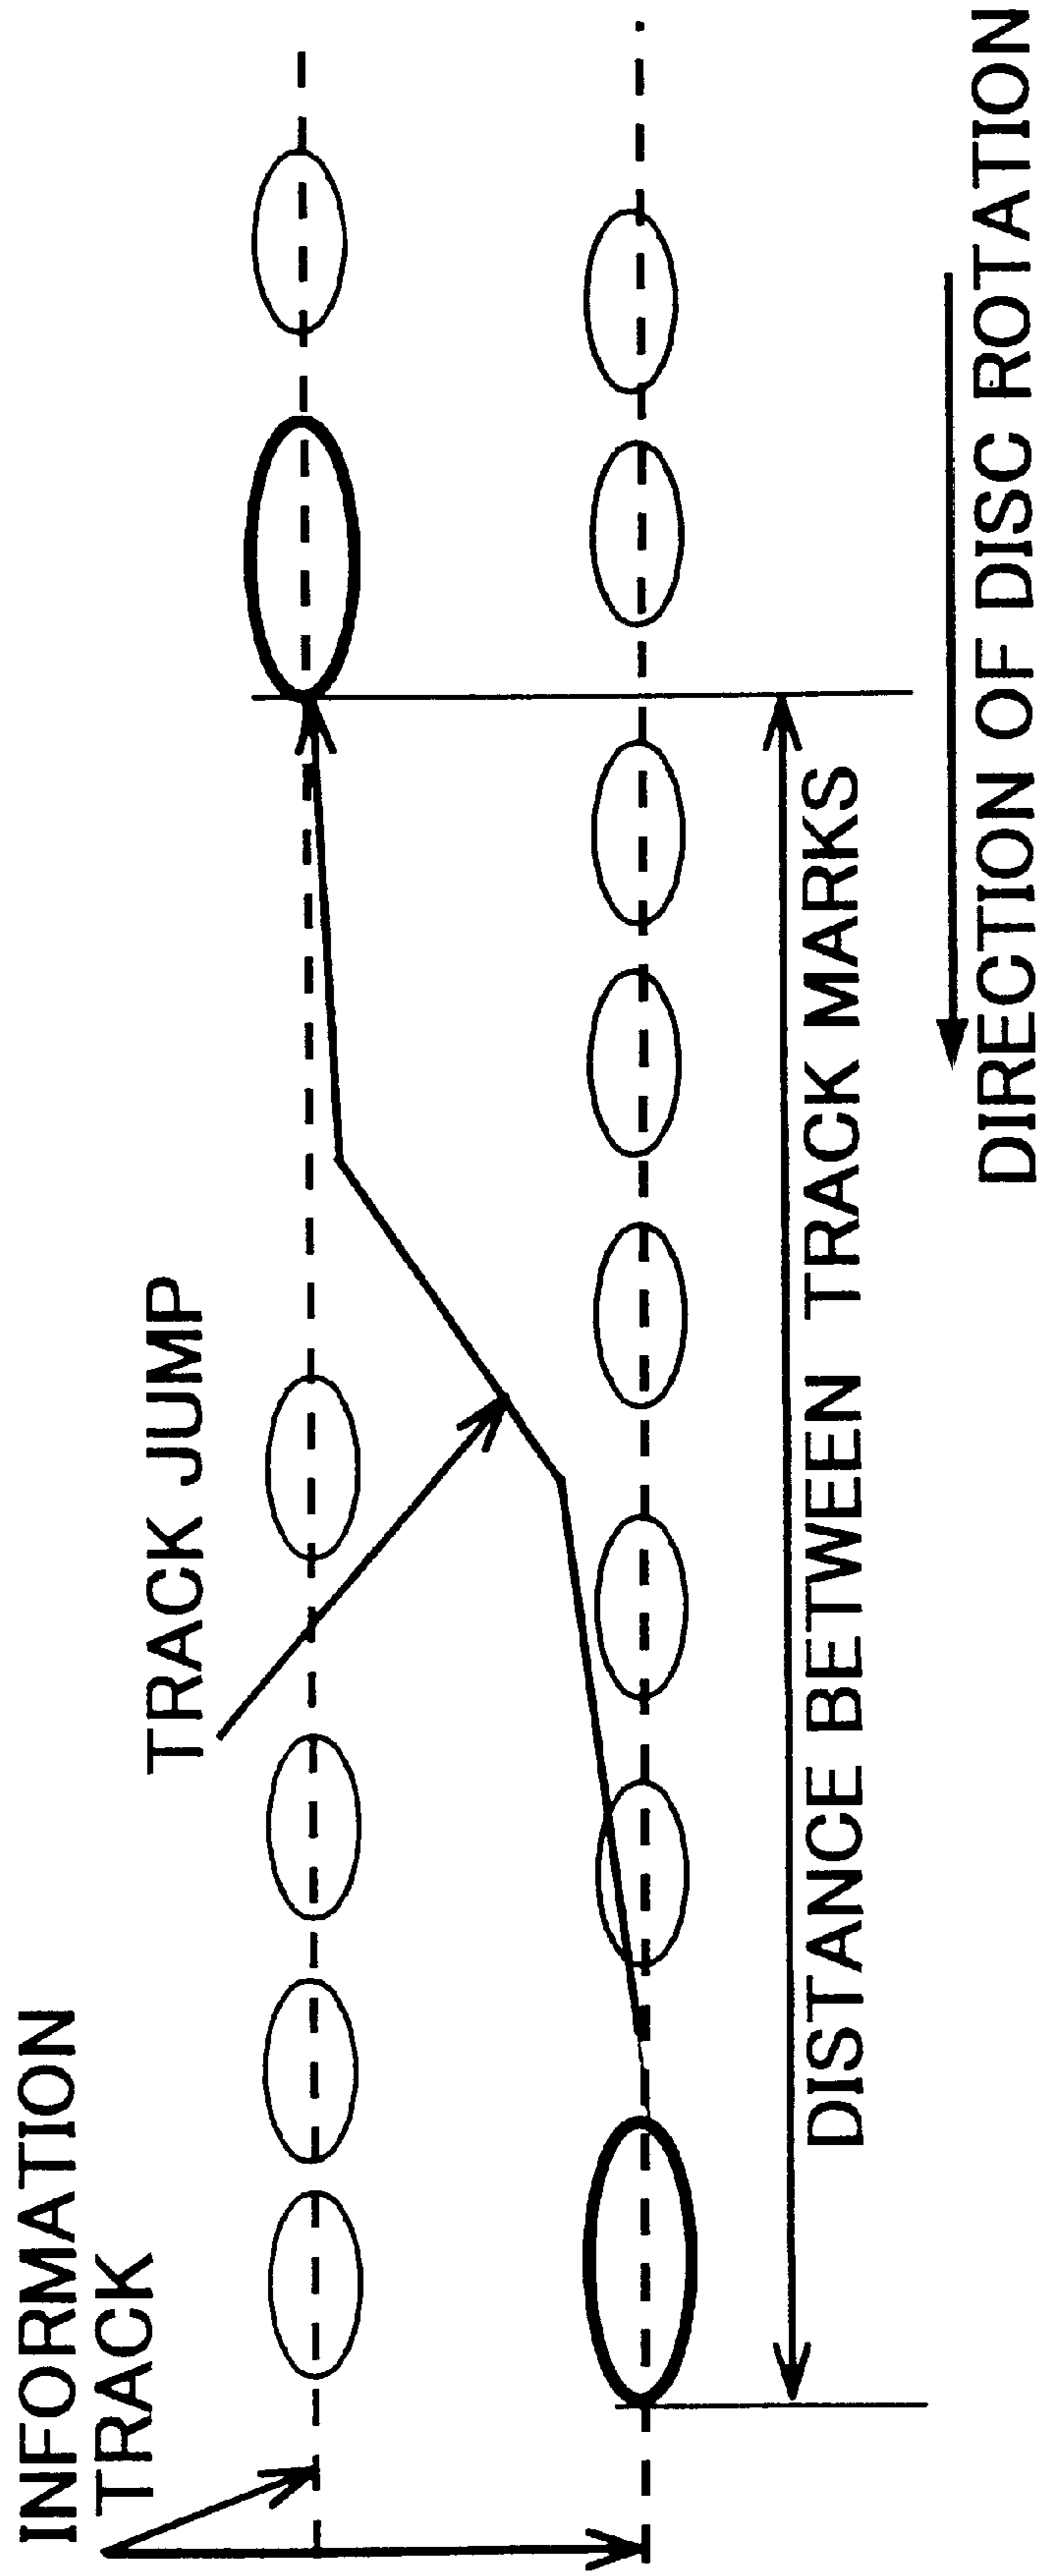 INFORMATION
TRACK
TRACK JUMP
DISTANCE BETWEEN TRACK MARKS
DIRECTION OF DISC ROTATION